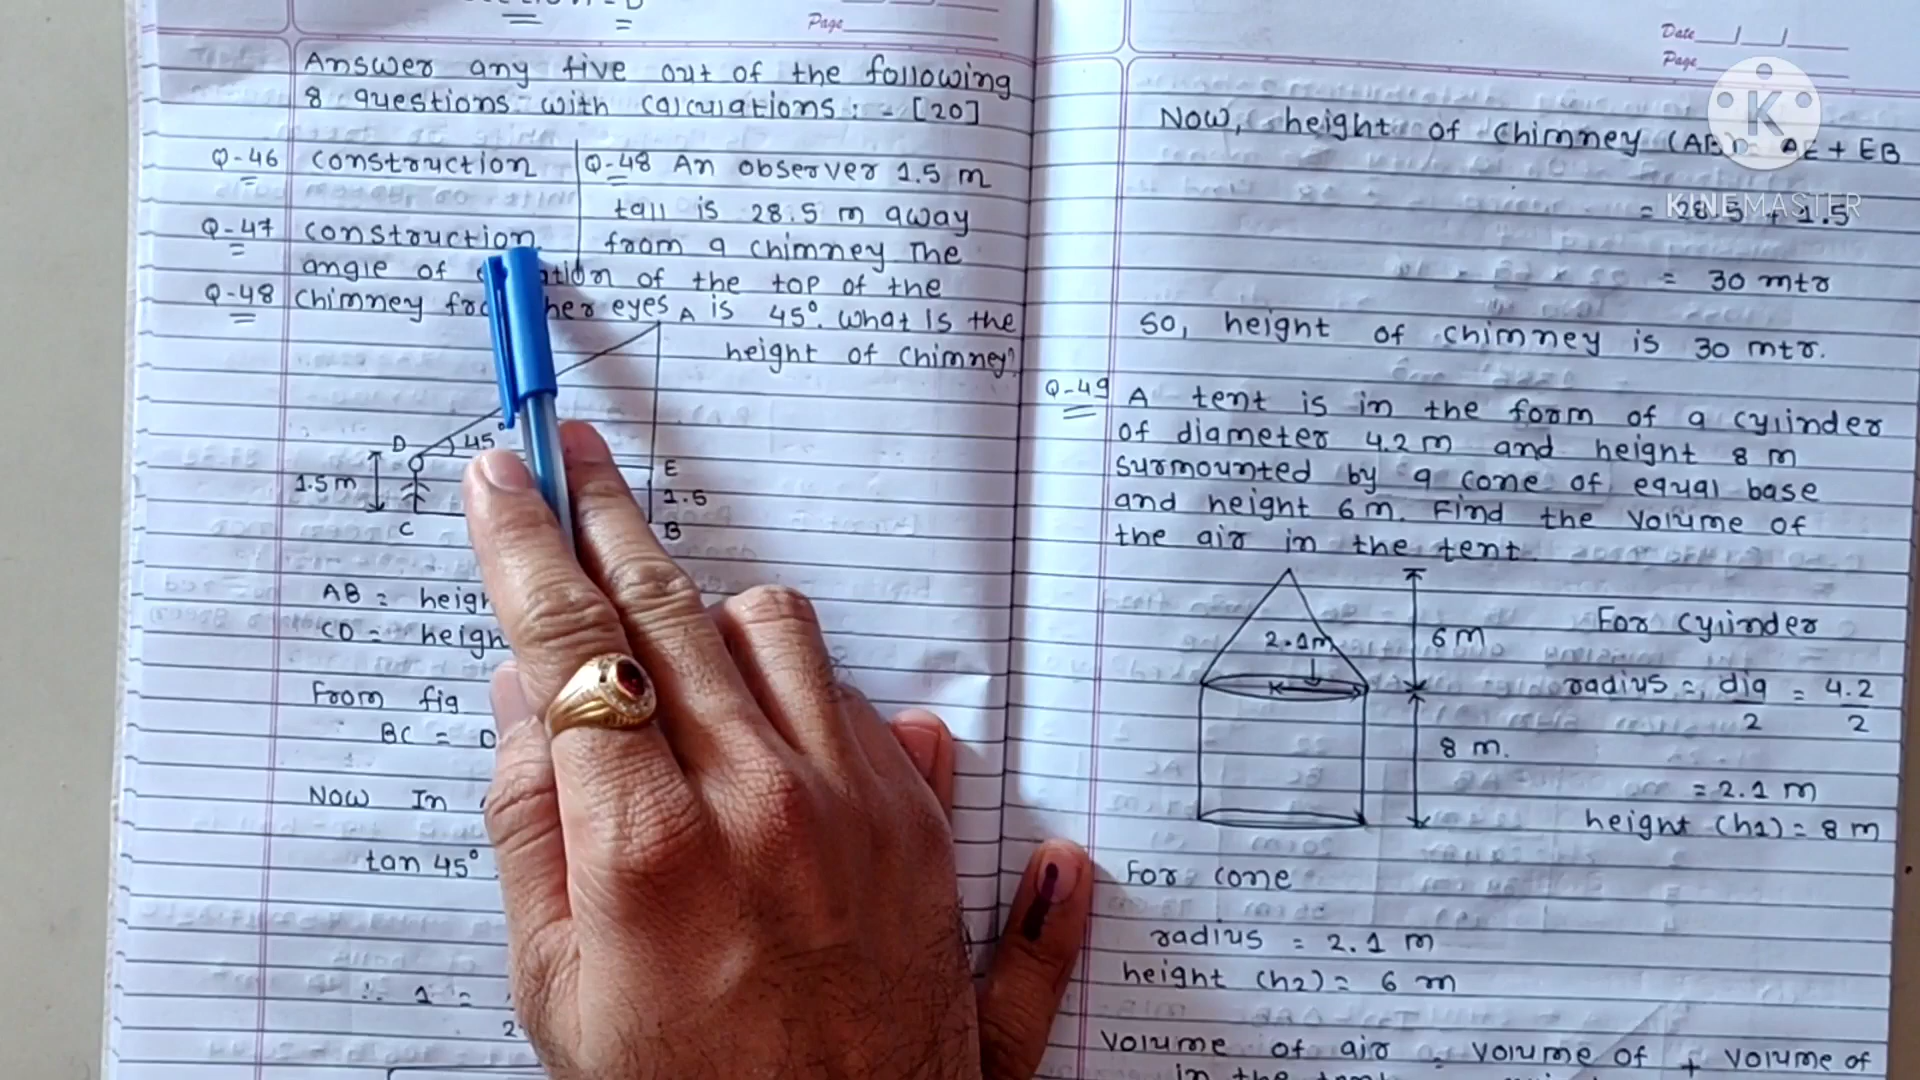 Page
Answer any five out of the following
8 questions with calculations: - [20]
Q-46 construction
Q-47 construction
Q-48 An observer 1.5 m
tall is 28.5 m away
from a chimney The
angle of of the top of the
Q-48 chimney her eyes is 45°. What is the
height of chimney?
A
D 45°
1.5 m
E
1.5
C B
AB =
CD =
From fig
BC =
Now In
tan 45°
∴ 1 =
Date
Page
K
KINEMASTER
Now, height of chimney AE + EB
= 28.5 + 1.5
= 30 mtr
So, height of chimney is 30 mtr.
Q-49 A tent is in the form of a cylinder
of diameter 4.2 m and height 8 m
surmounted by a cone of equal base
and height 6 m. Find the volume of
the air in the tent.
2.1m
6 m
8 m.
For cylinder
radius = dia/2 = 4.2/2
= 2.1 m
height (h1) = 8 m
For cone
radius = 2.1 m
height (h2) = 6 m
Volume of air = volume of + volume of
in the tent